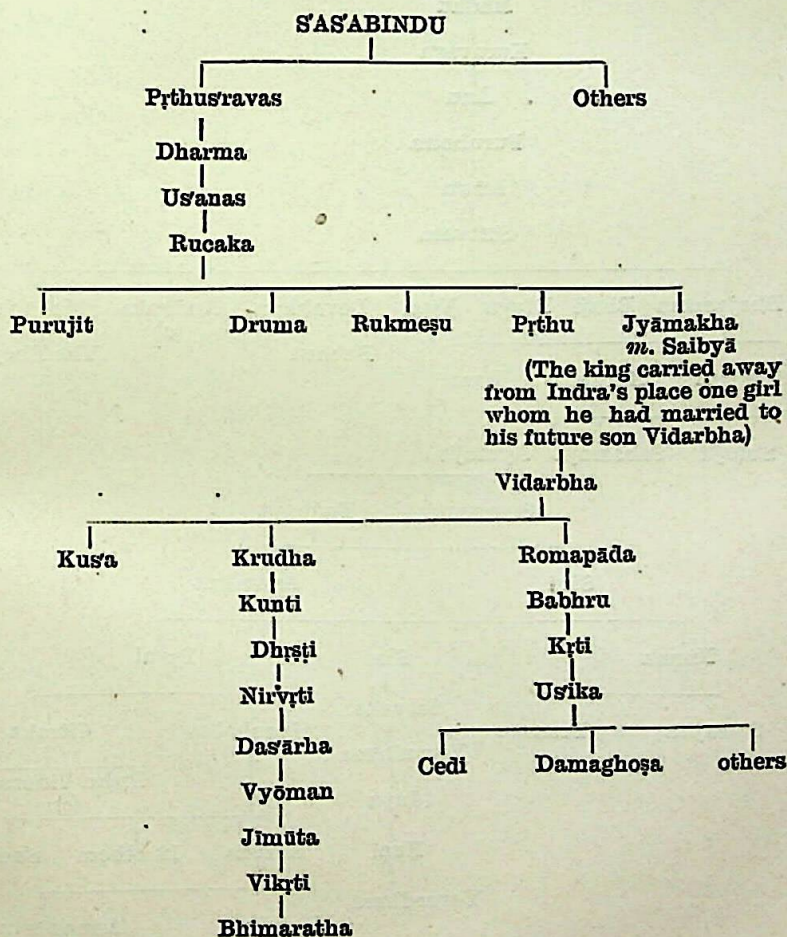 S'AS'ABINDU
Pṛthus'ravas Others
Dharma
Us'anas
Rucaka
Purujit Druma Rukmeṣu Pṛthu Jyāmakha
m. Saibyā
(The king carried away
from Indra's place one girl
whom he had married to
his future son Vidarbha)
Vidarbha
Kus'a Krudha Romapāda
Kunti Babhru
Dhṛṣṭi Kṛti
Nirvṛti Us'ika
Das'ārha Cedi Damaghoṣa others
Vyōman
Jīmūta
Vikṛti
Bhimaratha